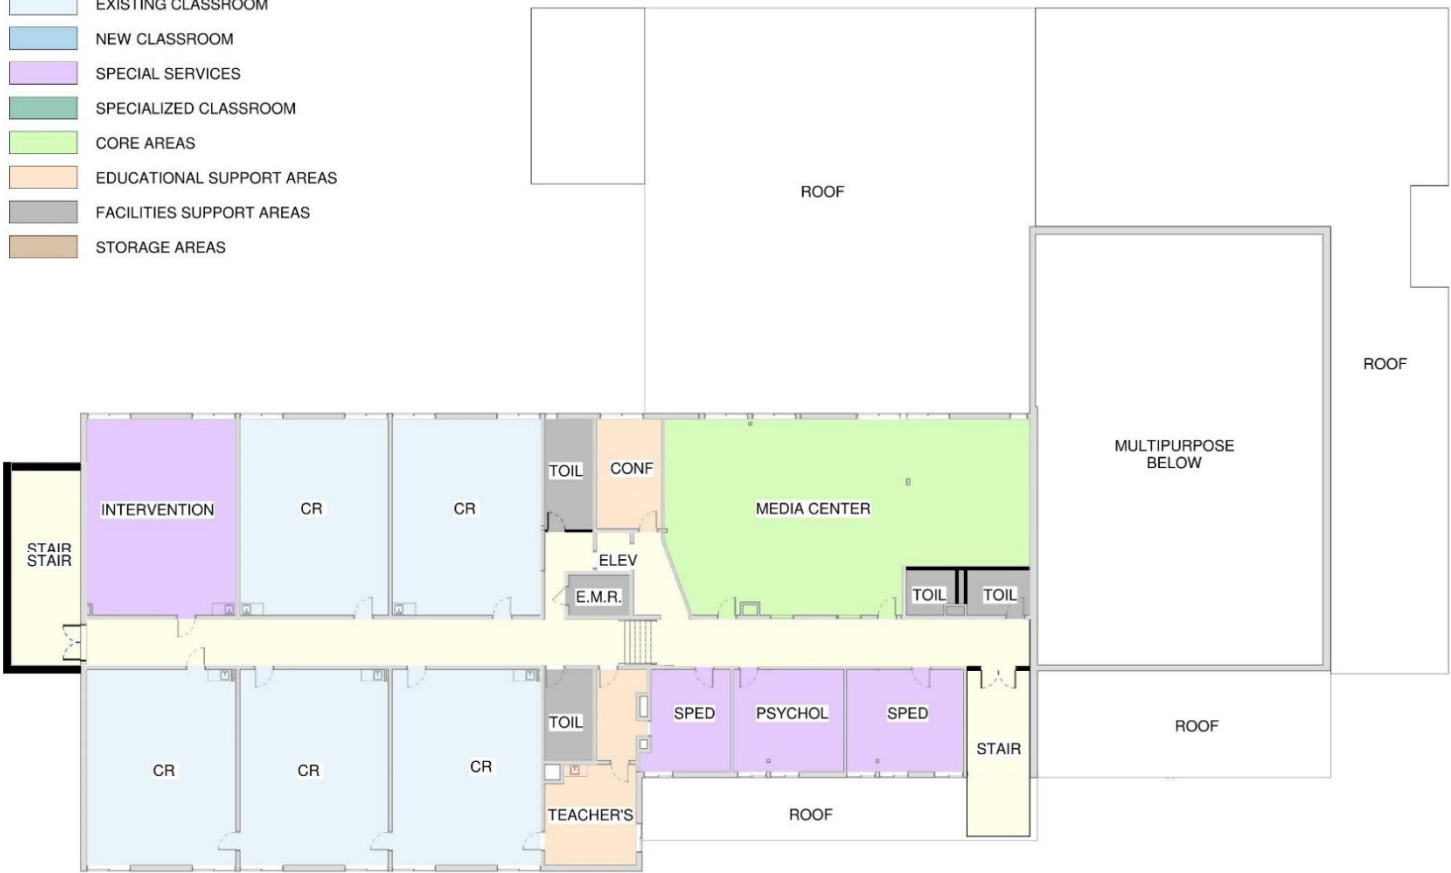 EXISTING CLASSROOM
NEW CLASSROOM
SPECIAL SERVICES
SPECIALIZED CLASSROOM
CORE AREAS
EDUCATIONAL SUPPORT AREAS
FACILITIES SUPPORT AREAS
STORAGE AREAS
ROOF
ROOF
MULTIPURPOSE
BELOW
TOIL
CONF
INTERVENTION
CR
CR
MEDIA CENTER
STAIR
STAIR
ELEV
E.M.R.
TOIL
TOIL
SPED
PSYCHOL
SPED
TOIL
ROOF
STAIR
CR
CR
CR
TEACHER'S
ROOF